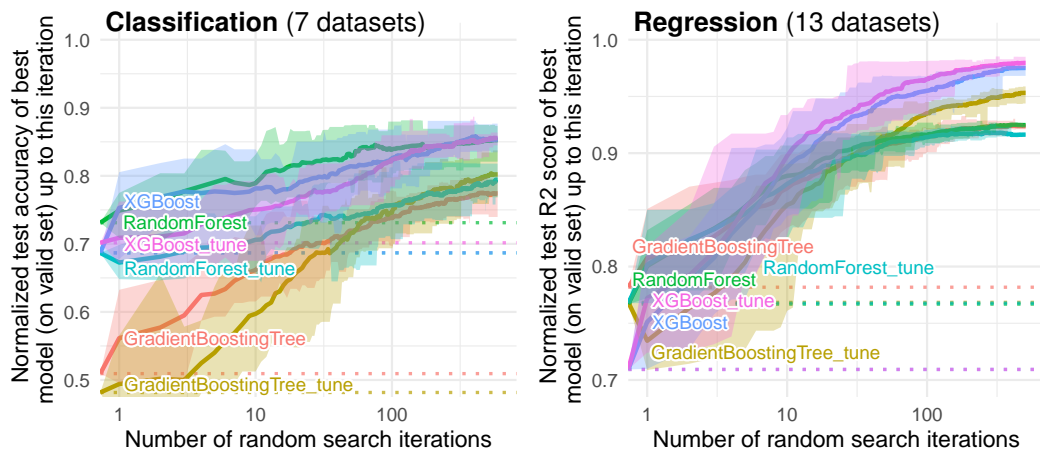 Classification (7 datasets)
Normalized test accuracy of best
model (on valid set) up to this iteration
1.0
0.9
0.8
0.7
0.6
0.5
XGBoost
RandomForest
XGBoost_tune
RandomForest_tune
GradientBoostingTree
GradientBoostingTree_tune
1
10
100
Number of random search iterations
Regression (13 datasets)
Normalized test R2 score of best
model (on valid set) up to this iteration
1.0
0.9
0.8
0.7
GradientBoostingTree
RandomForest_tune
RandomForest
XGBoost_tune
XGBoost
GradientBoostingTree_tune
1
10
100
Number of random search iterations